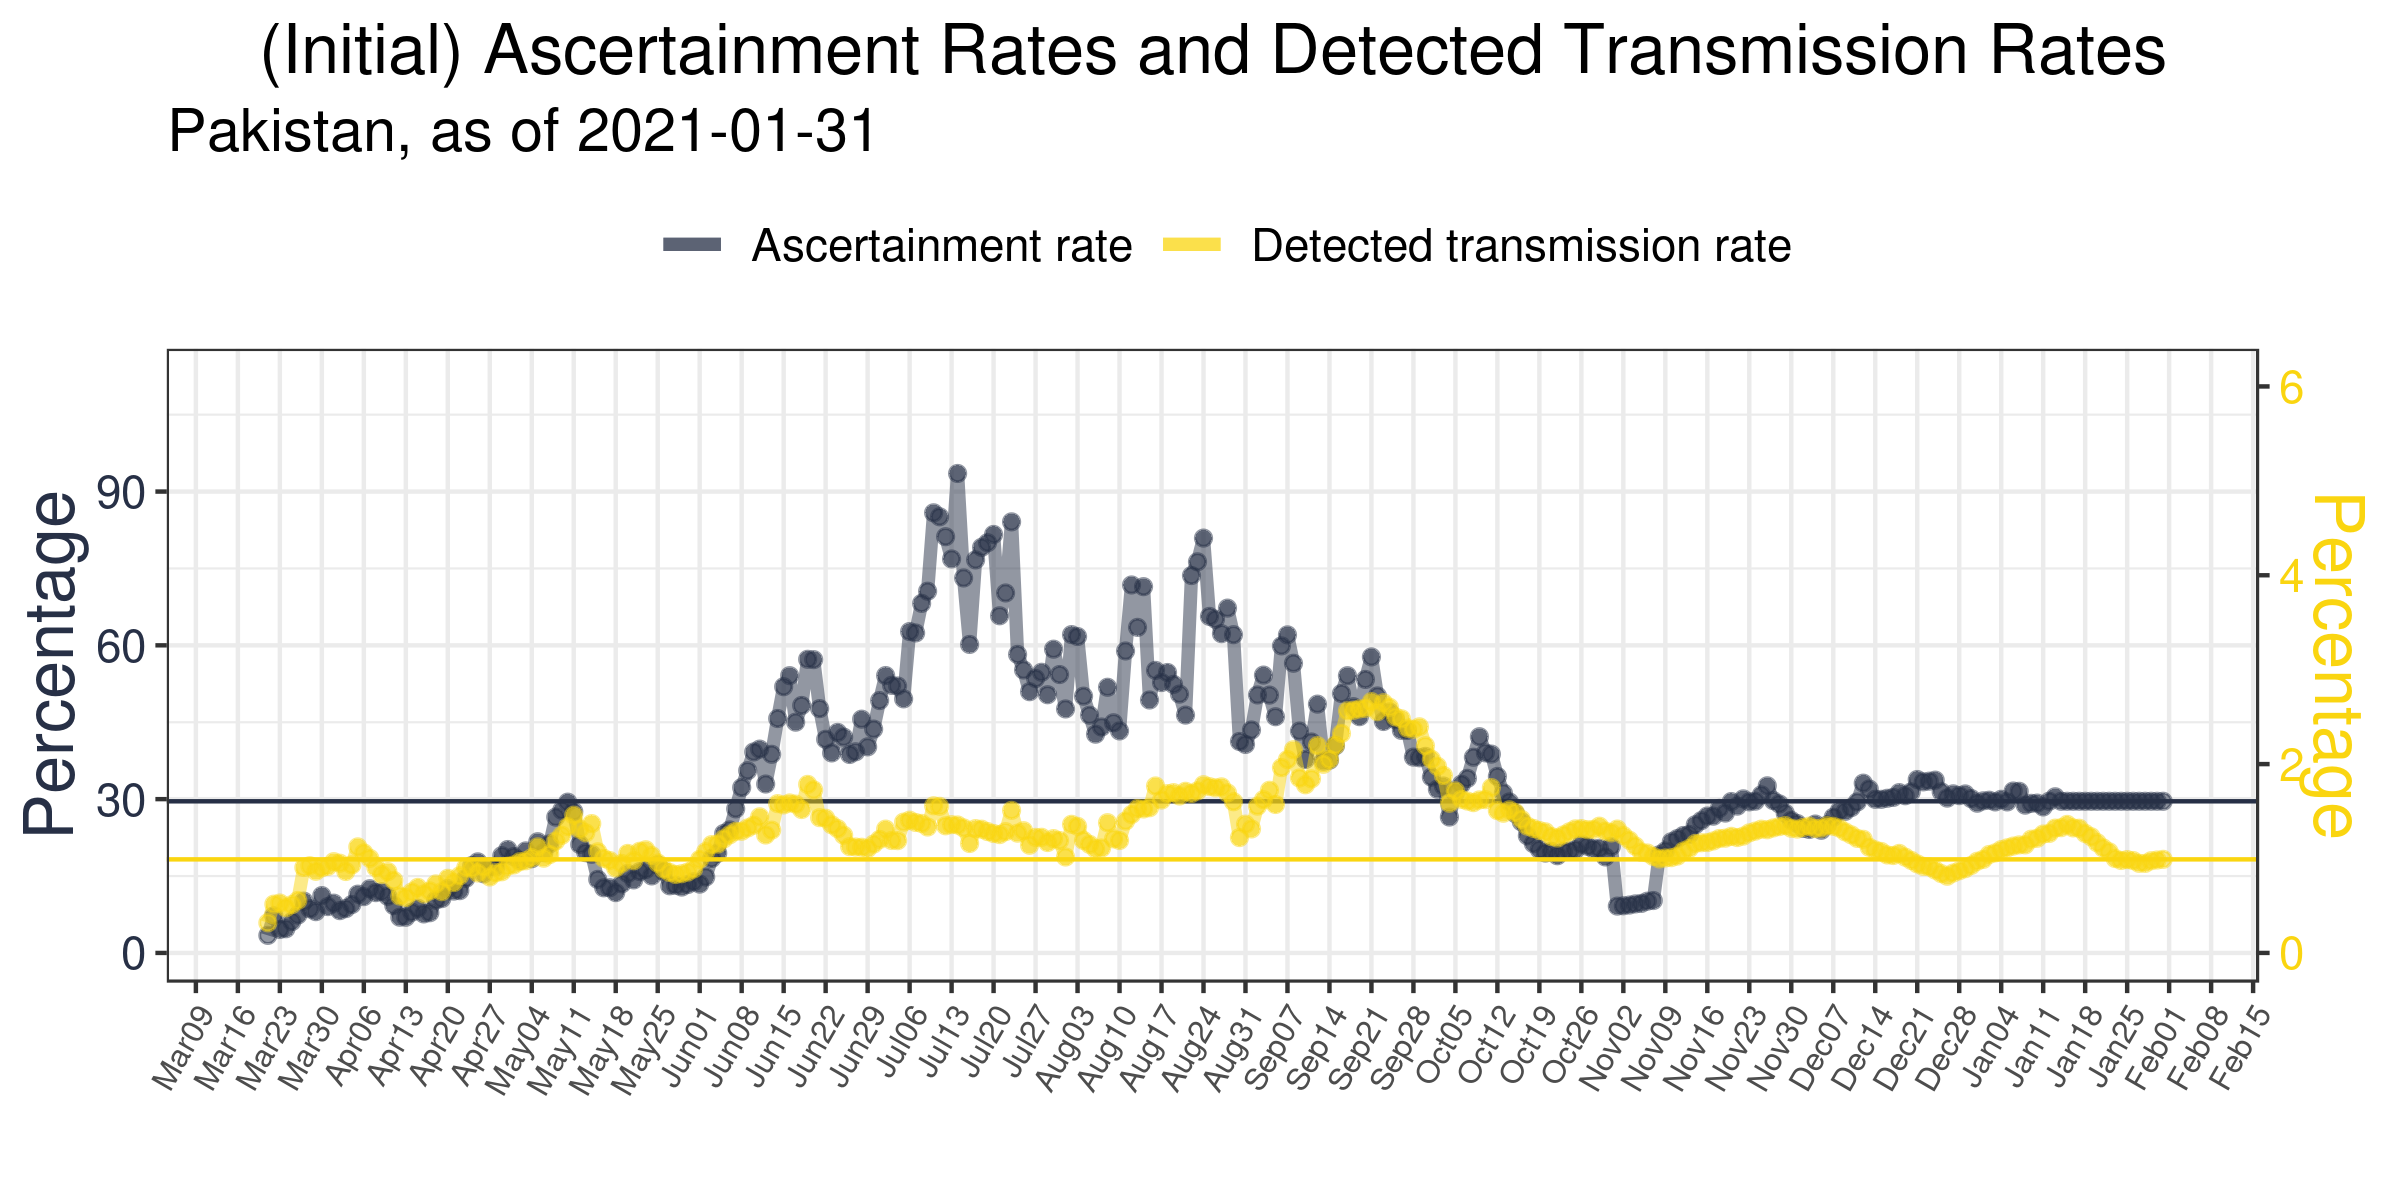 (Initial) Ascertainment Rates and Detected Transmission Rates
Pakistan, as of 2021-01-31
Ascertainment rate
Detected transmission rate
Percentage
90
60
30
0
6
4
2
0
Percentage
Mar09
Mar16
Mar23
Mar30
Apr06
Apr13
Apr20
Apr27
May04
May11
May18
May25
Jun01
Jun08
Jun15
Jun22
Jun29
Jul06
Jul13
Jul20
Jul27
Aug03
Aug10
Aug17
Aug24
Aug31
Sep07
Sep14
Sep21
Sep28
Oct05
Oct12
Oct19
Oct26
Nov02
Nov09
Nov16
Nov23
Nov30
Dec07
Dec14
Dec21
Dec28
Jan04
Jan11
Jan18
Jan25
Feb01
Feb08
Feb15